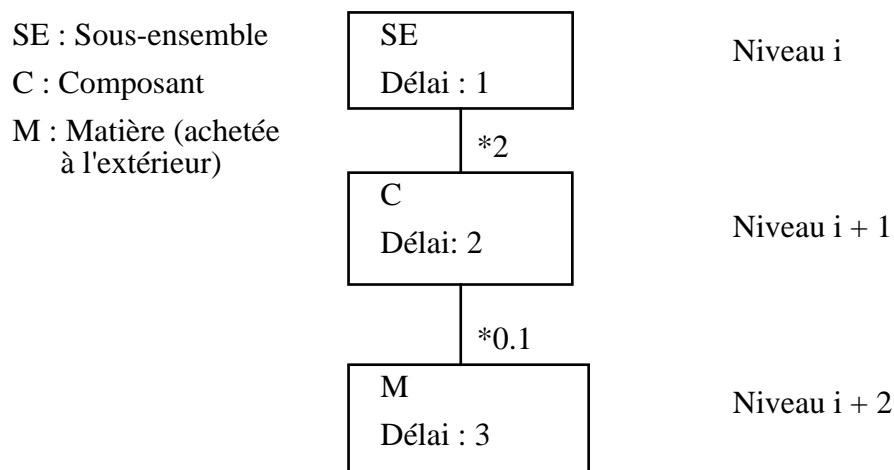 SE : Sous-ensemble
C : Composant
M : Matière (achetée
à l'extérieur)
SE
Délai : 1
Niveau i
*2
C
Délai: 2
Niveau i + 1
*0.1
M
Délai : 3
Niveau i + 2